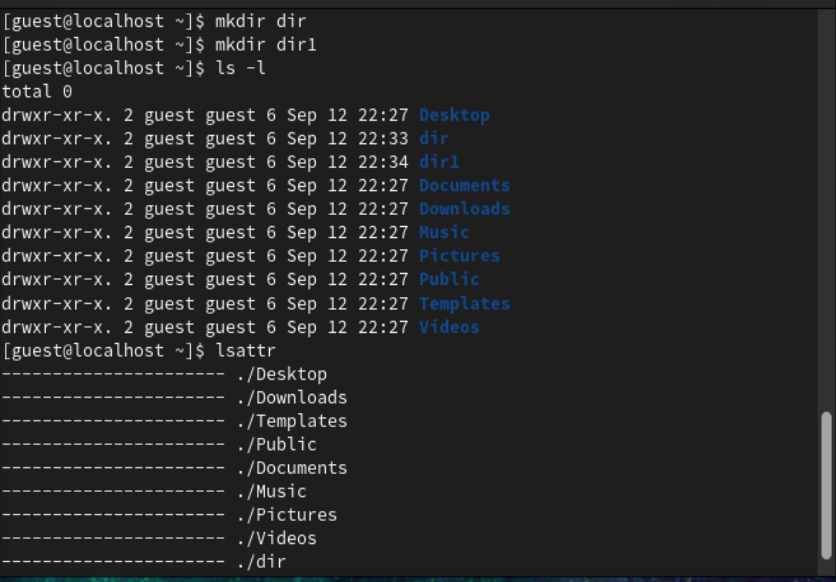 [guest@localhost ~]$ mkdir dir
[guest@localhost ~]$ mkdir dir1
[guest@localhost ~]$ ls -l
total 0
drwxr-xr-x. 2 guest guest 6 Sep 12 22:27 Desktop
drwxr-xr-x. 2 guest guest 6 Sep 12 22:33 dir
drwxr-xr-x. 2 guest guest 6 Sep 12 22:34 dir1
drwxr-xr-x. 2 guest guest 6 Sep 12 22:27 Documents
drwxr-xr-x. 2 guest guest 6 Sep 12 22:27 Downloads
drwxr-xr-x. 2 guest guest 6 Sep 12 22:27 Music
drwxr-xr-x. 2 guest guest 6 Sep 12 22:27 Pictures
drwxr-xr-x. 2 guest guest 6 Sep 12 22:27 Public
drwxr-xr-x. 2 guest guest 6 Sep 12 22:27 Templates
drwxr-xr-x. 2 guest guest 6 Sep 12 22:27 Videos
[guest@localhost ~]$ lsattr
---------------------- ./Desktop
---------------------- ./Downloads
---------------------- ./Templates
---------------------- ./Public
---------------------- ./Documents
---------------------- ./Music
---------------------- ./Pictures
---------------------- ./Videos
---------------------- ./dir